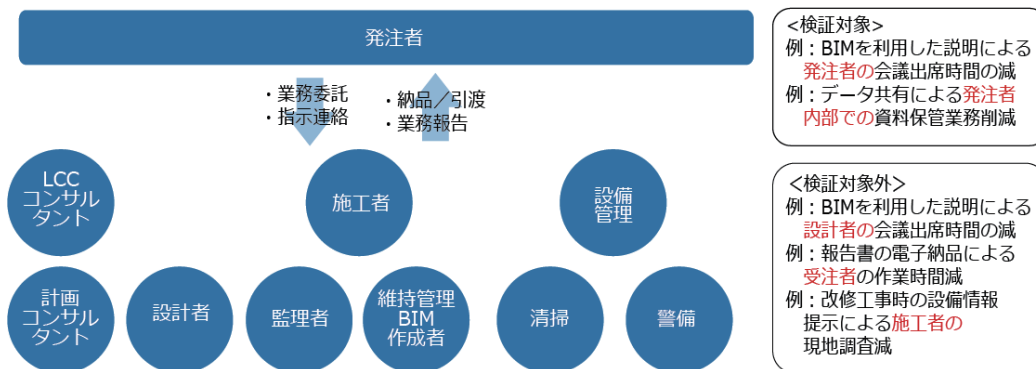 発注者
・業務委託
・指示連絡
・納品／引渡
・業務報告
LCC
コンサル
タント
施工者
設備
管理
計画
コンサル
タント
設計者
監理者
維持管理
BIM
作成者
清掃
警備
<検証対象>
例：BIMを利用した説明による
発注者の会議出席時間の減
例：データ共有による発注者
内部での資料保管業務削減
<検証対象外>
例：BIMを利用した説明による
設計者の会議出席時間の減
例：報告書の電子納品による
受注者の作業時間減
例：改修工事時の設備情報
提示による施工者の
現地調査減